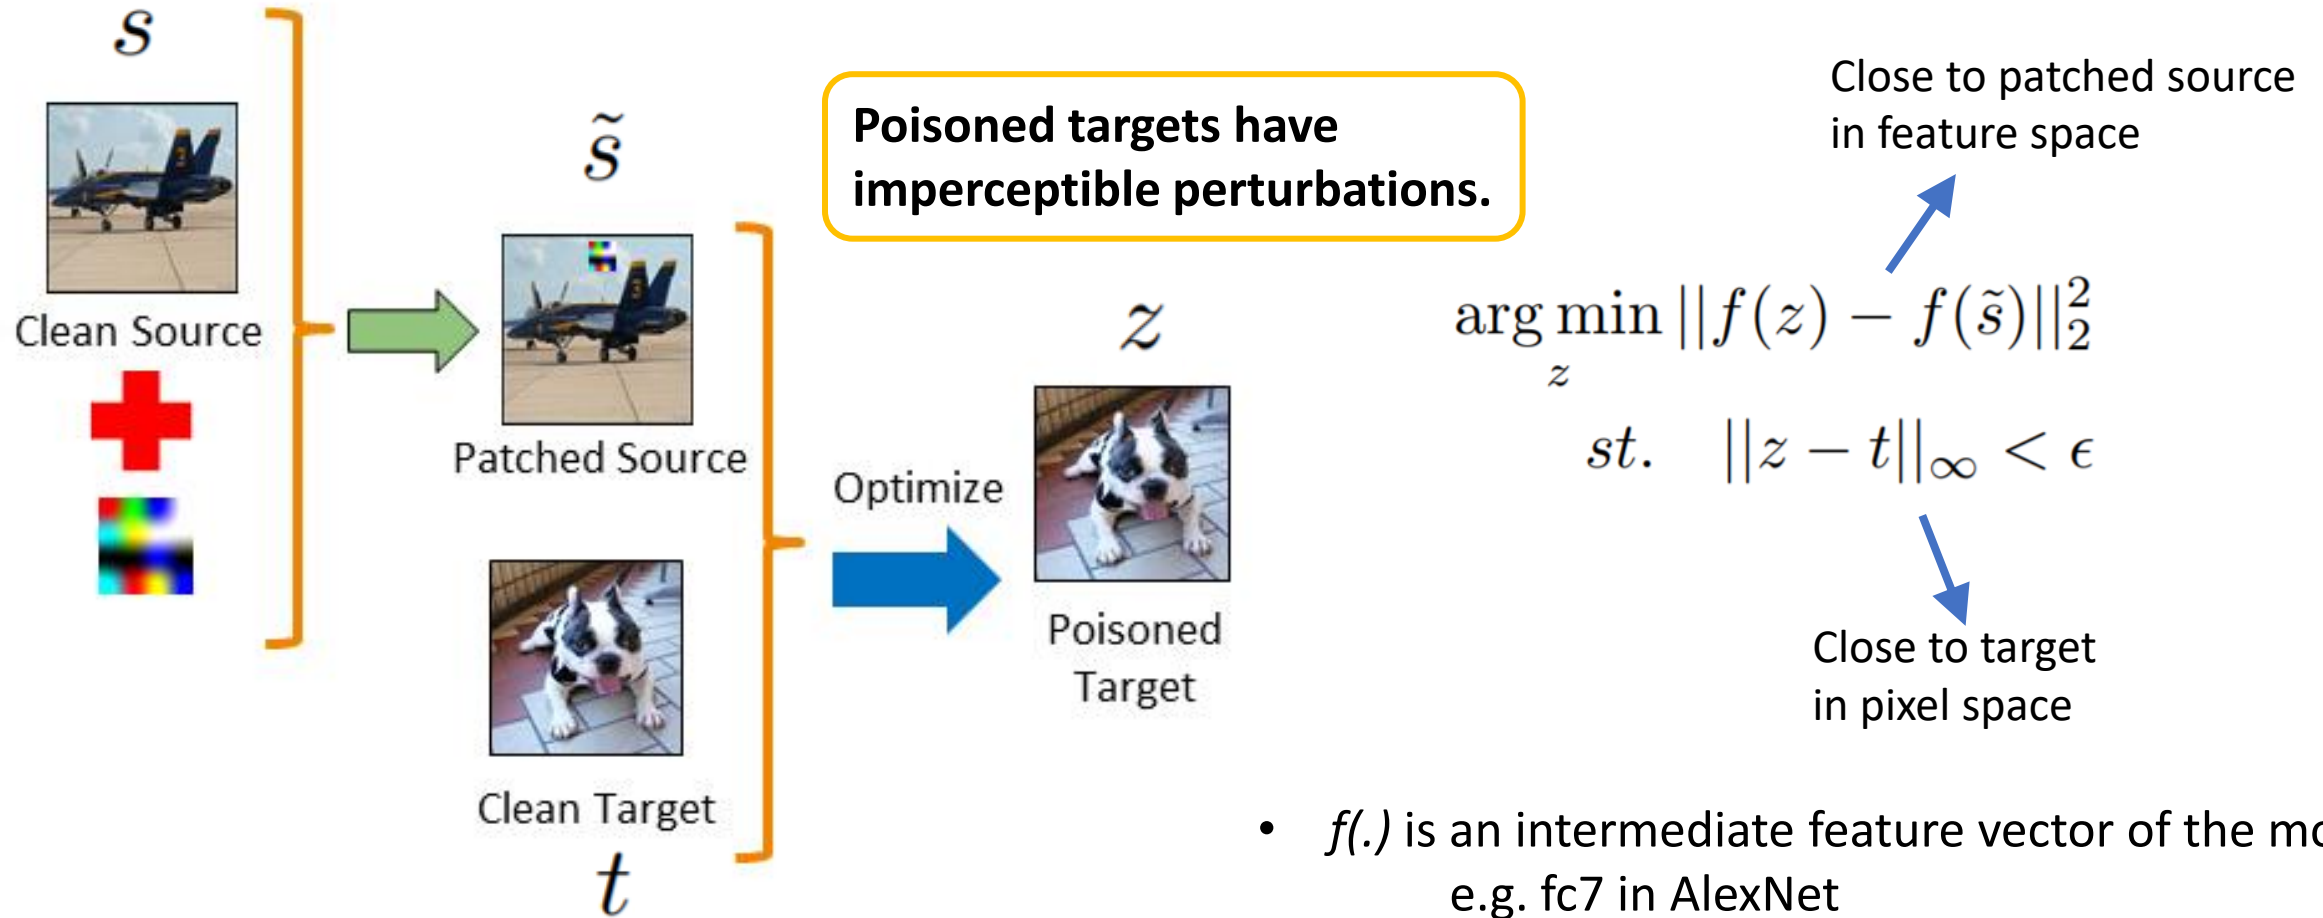 s
Clean Source
s̃
Patched Source
Clean Target
t
Poisoned targets have
imperceptible perturbations.
Optimize
z
Poisoned
Target
Close to patched source
in feature space
arg min ||f(z) − f(s̃)||₂²
z
st. ||z − t||∞ < ϵ
Close to target
in pixel space
• f(.) is an intermediate feature vector of the
e.g. fc7 in AlexNet